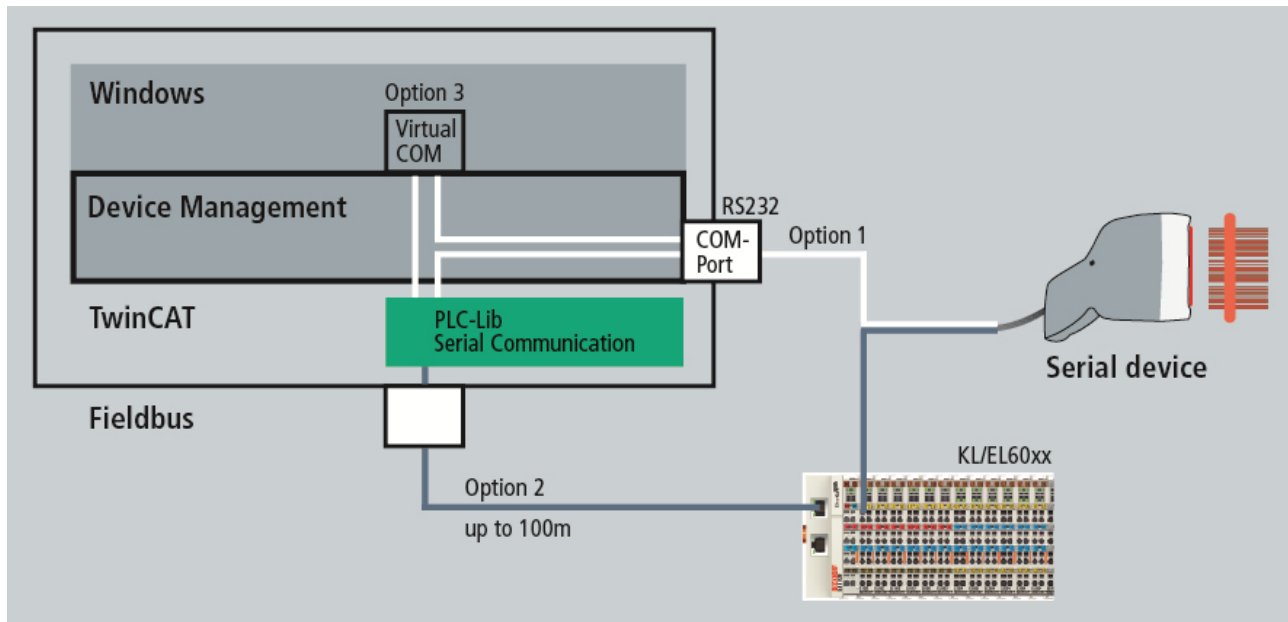 Windows
Option 3
Virtual
COM
Device Management
RS232
COM-
Port
Option 1
TwinCAT
PLC-Lib
Serial Communication
Serial device
Fieldbus
KL/EL60xx
Option 2
up to 100m